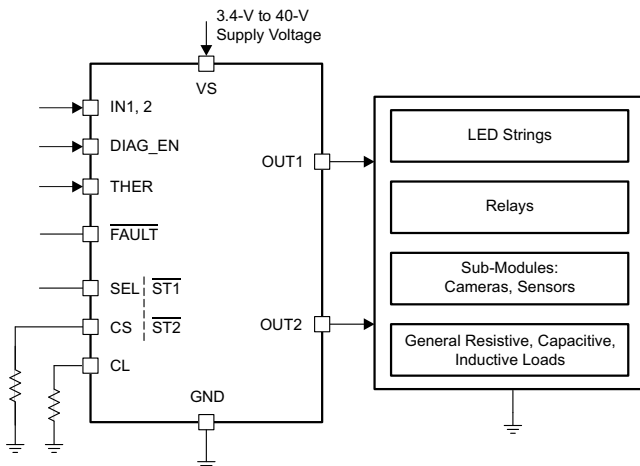 3.4-V to 40-V
Supply Voltage
VS
IN1, 2
DIAG_EN
THER
FAULT
SEL
ST1
CS
ST2
CL
GND
OUT1
OUT2
LED Strings
Relays
Sub-Modules:
Cameras, Sensors
General Resistive, Capacitive,
Inductive Loads